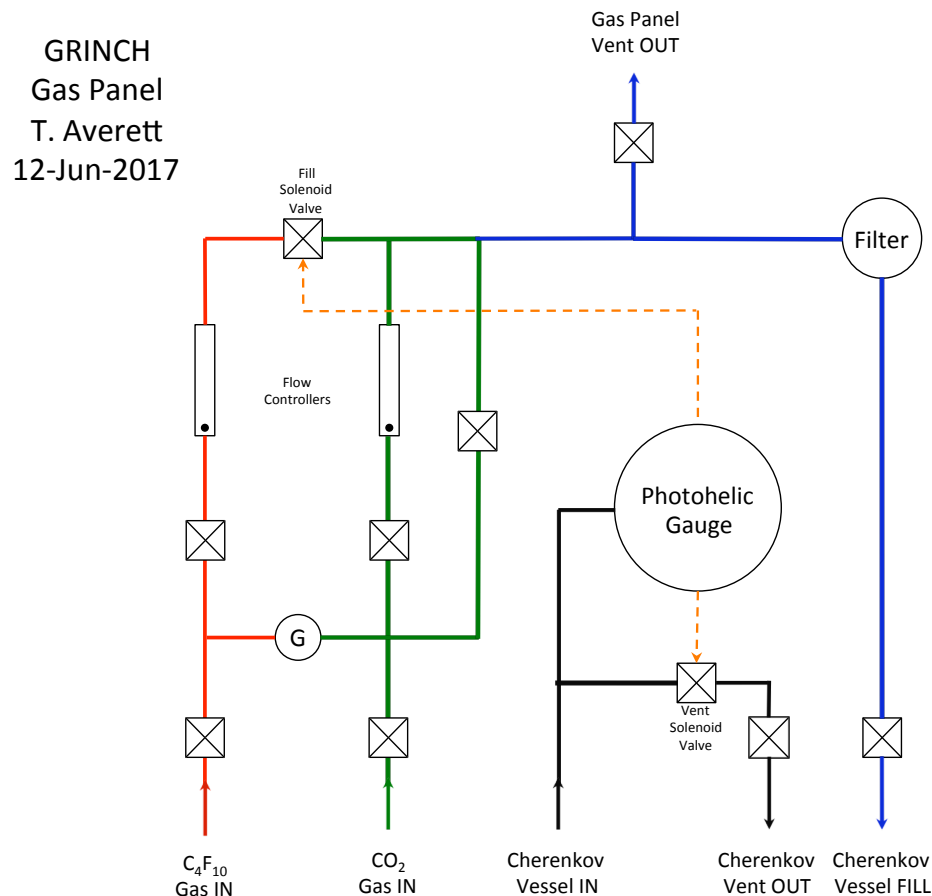 GRINCH
Gas Panel
T. Averett
12-Jun-2017
Gas Panel
Vent OUT
Fill
Solenoid
Valve
Filter
Flow
Controllers
Photohelic
Gauge
G
Vent
Solenoid
Valve
C₄F₁₀
Gas IN
CO₂
Gas IN
Cherenkov
Vessel IN
Cherenkov
Vent OUT
Cherenkov
Vessel FILL